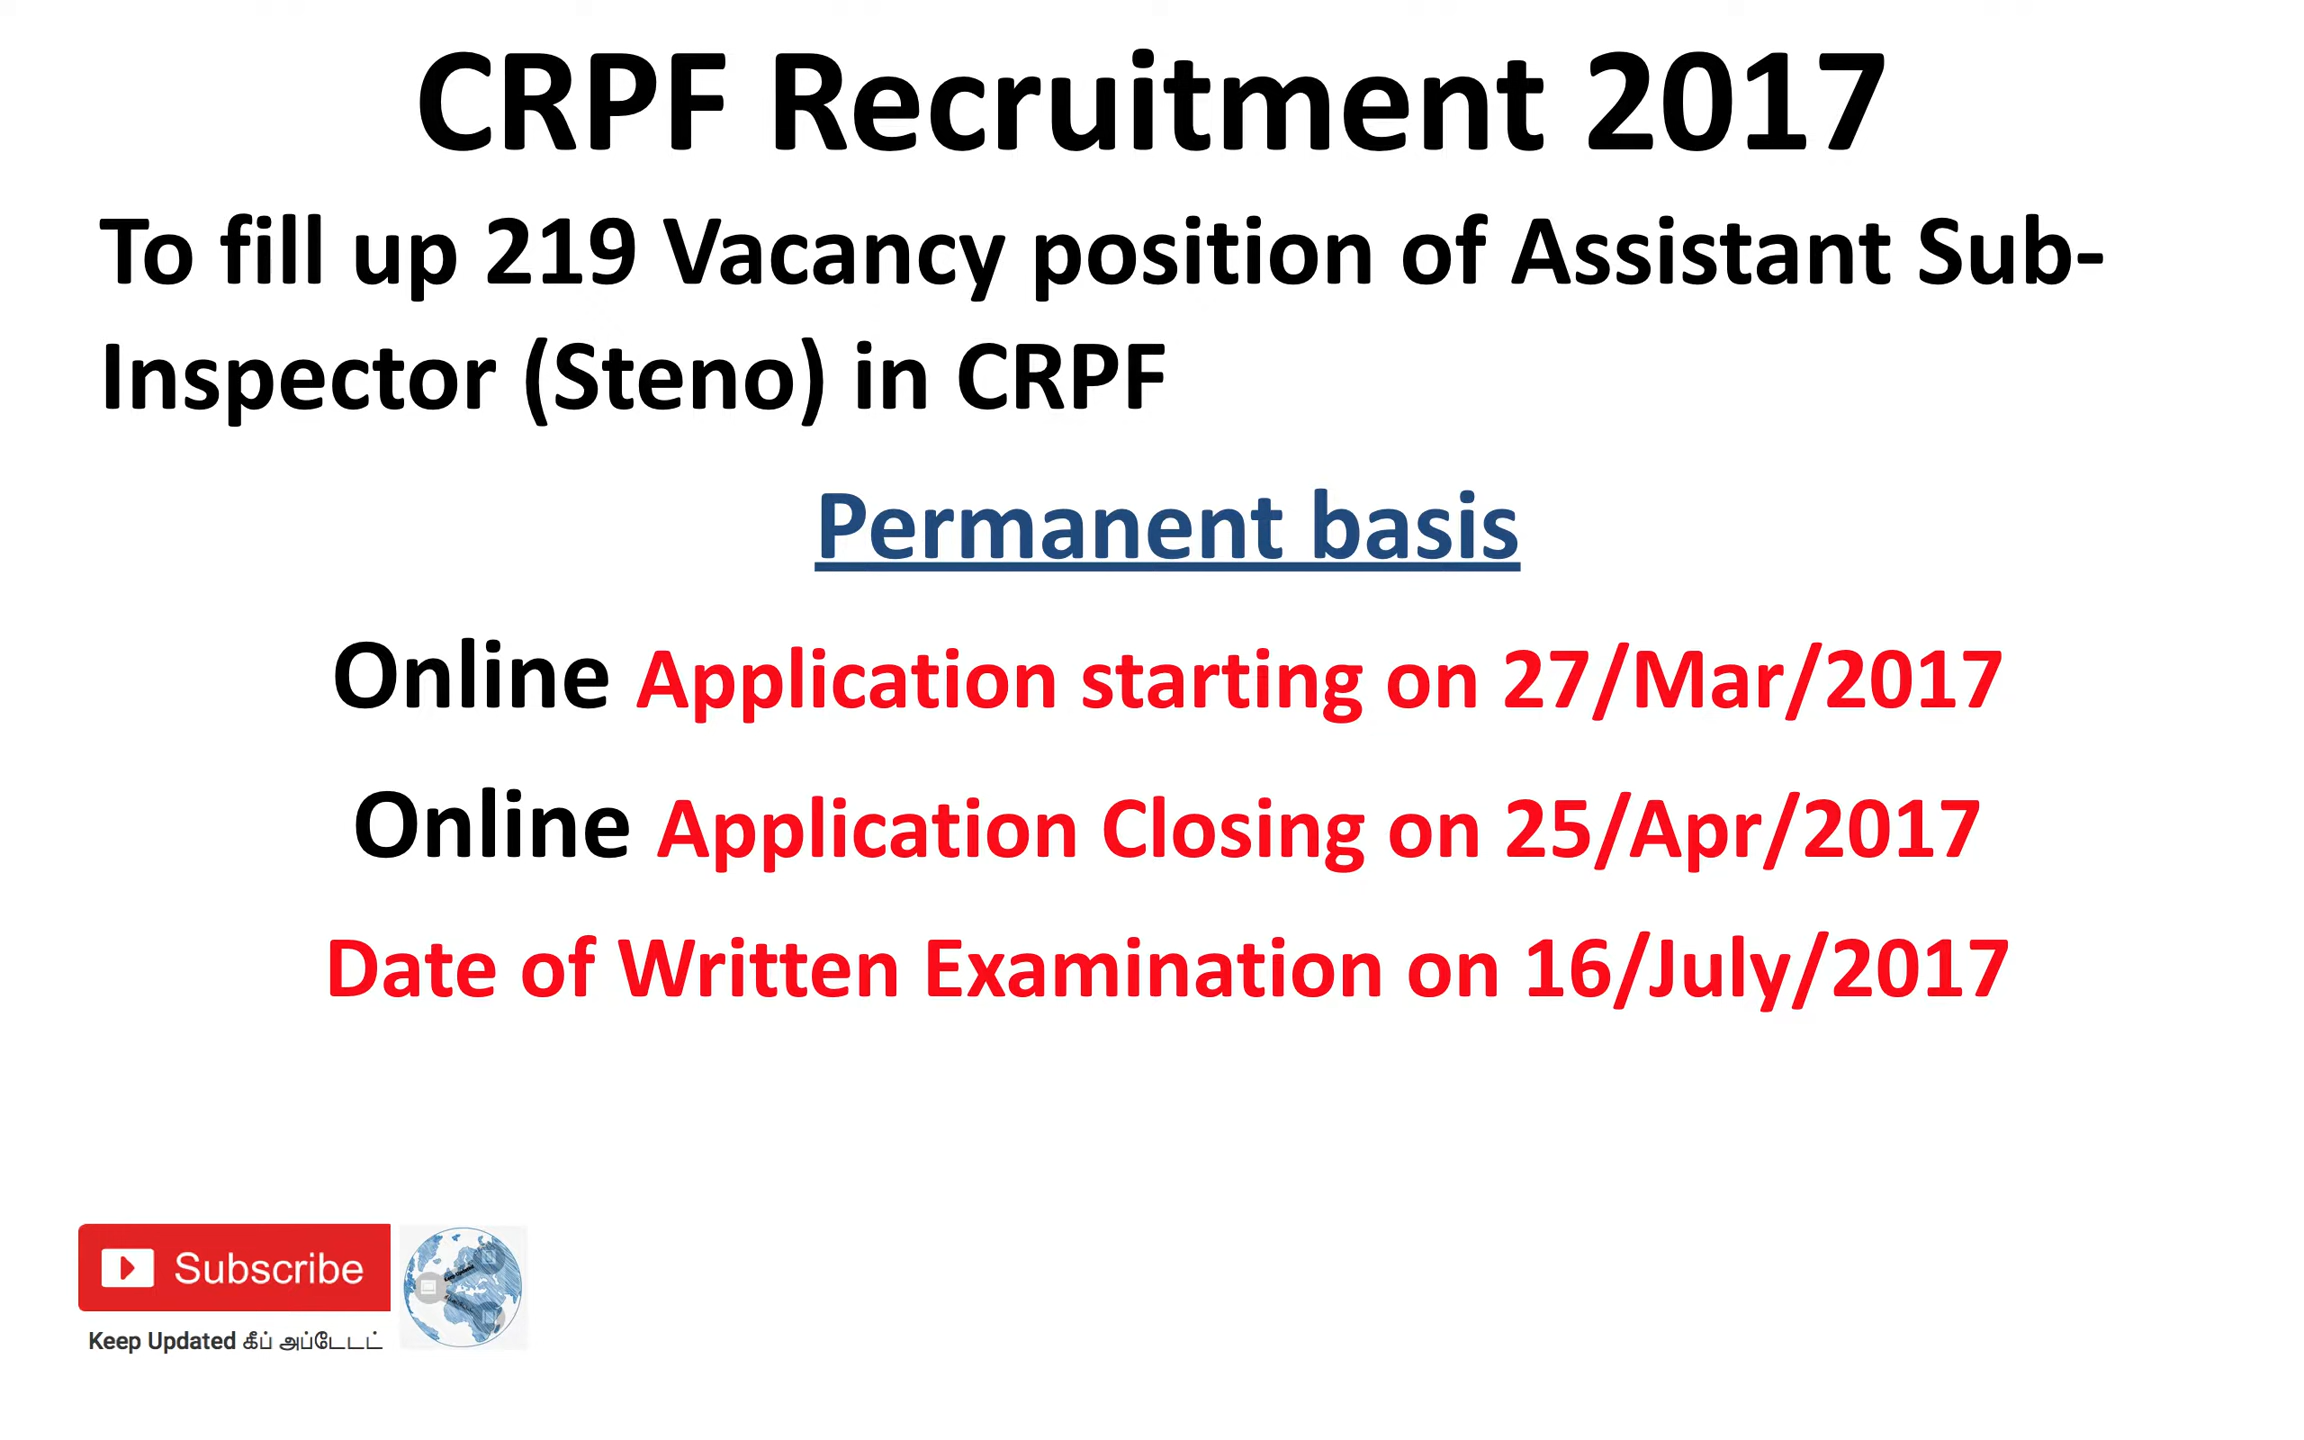 CRPF Recruitment 2017
To fill up 219 Vacancy position of Assistant Sub-
Inspector (Steno) in CRPF
Permanent basis
Online Application starting on 27/Mar/2017
Online Application Closing on 25/Apr/2017
Date of Written Examination on 16/July/2017
Subscribe
Keep Updated கீப் அப்டேடட்